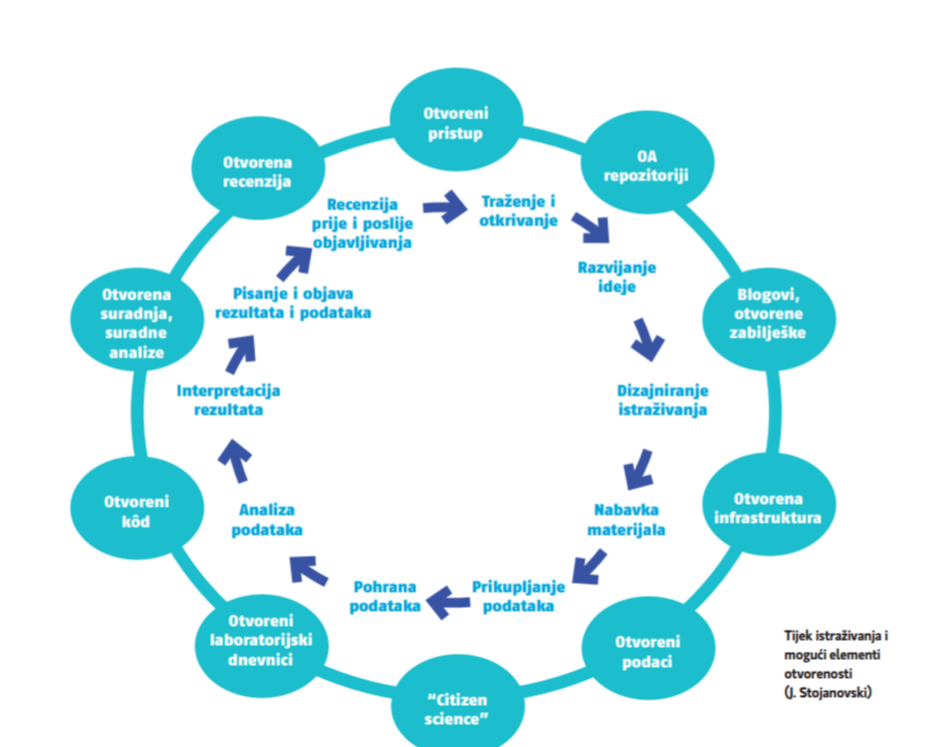 Otvoreni
pristup
OA
repozitoriji
Blogovi,
otvorene
zabilješke
Otvorena
infrastruktura
Otvoreni
podaci
“Citizen
science”
Otvoreni
laboratorijski
dnevnici
Otvoreni
kôd
Otvorena
suradnja,
suradne
analize
Otvorena
recenzija
Traženje i
otkrivanje
Razvijanje
ideje
Dizajniranje
istraživanja
Nabavka
materijala
Prikupljanje
podataka
Pohrana
podataka
Analiza
podataka
Interpretacija
rezultata
Pisanje i objava
rezultata i podataka
Recenzija
prije i poslije
objavljivanja
Tijek istraživanja i
mogući elementi
otvorenosti
(J. Stojanovski)